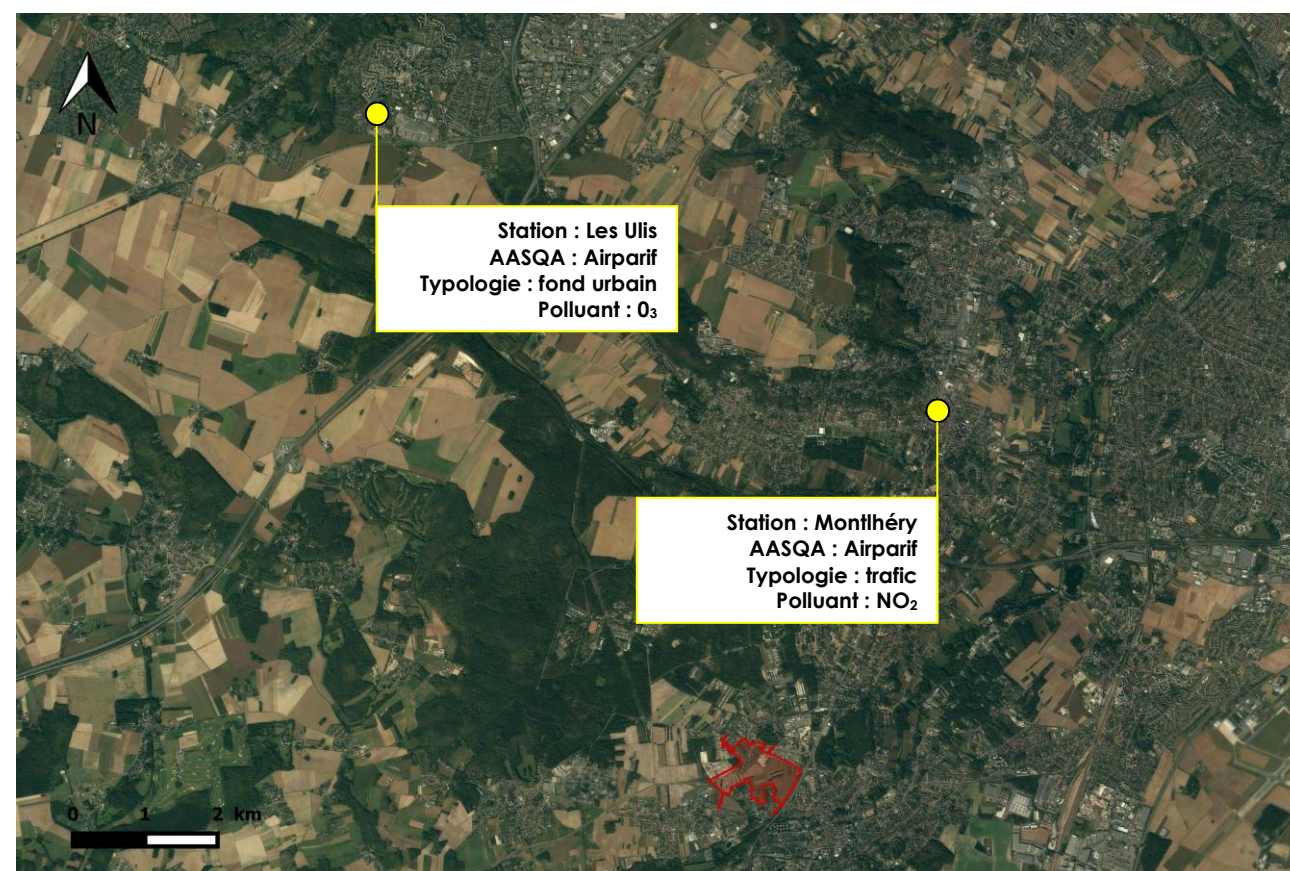 N
Station : Les Ulis
AASQA : Airparif
Typologie : fond urbain
Polluant : 0₃
Station : Montlhéry
AASQA : Airparif
Typologie : trafic
Polluant : NO₂
0 1 2 km